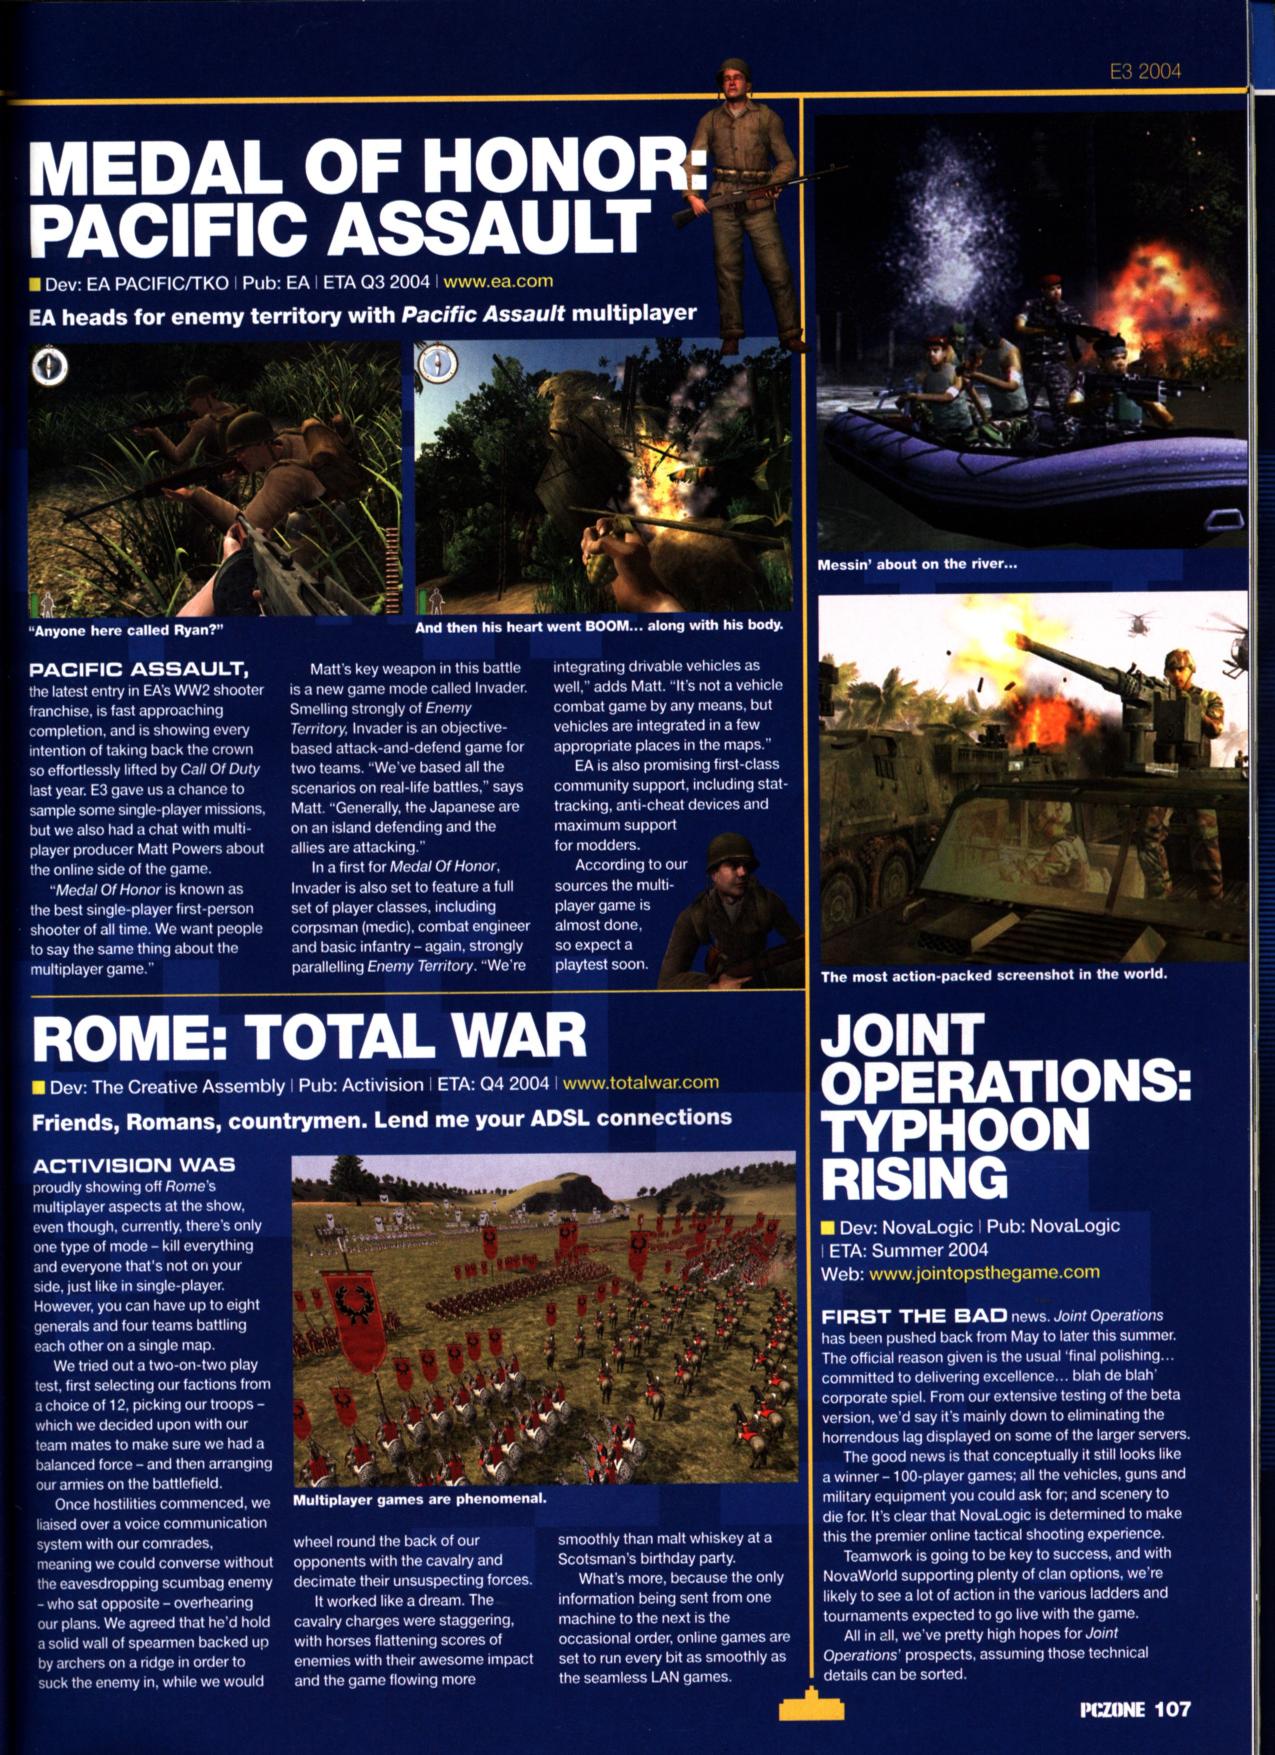 E3 2004
MEDAL OF HONOR:
PACIFIC ASSAULT
Dev: EA PACIFIC/TKO | Pub: EA | ETA Q3 2004 | www.ea.com
EA heads for enemy territory with Pacific Assault multiplayer
"Anyone here called Ryan?"
And then his heart went BOOM... along with his body.
PACIFIC ASSAULT,
the latest entry in EA's WW2 shooter
franchise, is fast approaching
completion, and is showing every
intention of taking back the crown
so effortlessly lifted by Call Of Duty
last year. E3 gave us a chance to
sample some single-player missions,
but we also had a chat with multi-
player producer Matt Powers about
the online side of the game.
"Medal Of Honor is known as
the best single-player first-person
shooter of all time. We want people
to say the same thing about the
multiplayer game."
Matt's key weapon in this battle
is a new game mode called Invader.
Smelling strongly of Enemy
Territory, Invader is an objective-
based attack-and-defend game for
two teams. "We've based all the
scenarios on real-life battles," says
Matt. "Generally, the Japanese are
on an island defending and the
allies are attacking."
In a first for Medal Of Honor,
Invader is also set to feature a full
set of player classes, including
corpsman (medic), combat engineer
and basic infantry – again, strongly
parallelling Enemy Territory. "We're
integrating drivable vehicles as
well," adds Matt. "It's not a vehicle
combat game by any means, but
vehicles are integrated in a few
appropriate places in the maps."
EA is also promising first-class
community support, including stat-
tracking, anti-cheat devices and
maximum support
for modders.
According to our
sources the multi-
player game is
almost done,
so expect a
playtest soon.
ROME: TOTAL WAR
Dev: The Creative Assembly | Pub: Activision | ETA: Q4 2004 | www.totalwar.com
Friends, Romans, countrymen. Lend me your ADSL connections
ACTIVISION WAS
proudly showing off Rome's
multiplayer aspects at the show,
even though, currently, there's only
one type of mode – kill everything
and everyone that's not on your
side, just like in single-player.
However, you can have up to eight
generals and four teams battling
each other on a single map.
We tried out a two-on-two play
test, first selecting our factions from
a choice of 12, picking our troops –
which we decided upon with our
team mates to make sure we had a
balanced force – and then arranging
our armies on the battlefield.
Once hostilities commenced, we
liaised over a voice communication
system with our comrades,
meaning we could converse without
the eavesdropping scumbag enemy
– who sat opposite – overhearing
our plans. We agreed that he'd hold
a solid wall of spearmen backed up
by archers on a ridge in order to
suck the enemy in, while we would
Multiplayer games are phenomenal.
wheel round the back of our
opponents with the cavalry and
decimate their unsuspecting forces.
It worked like a dream. The
cavalry charges were staggering,
with horses flattening scores of
enemies with their awesome impact
and the game flowing more
smoothly than malt whiskey at a
Scotsman's birthday party.
What's more, because the only
information being sent from one
machine to the next is the
occasional order, online games are
set to run every bit as smoothly as
the seamless LAN games.
Messin' about on the river...
The most action-packed screenshot in the world.
JOINT
OPERATIONS:
TYPHOON
RISING
Dev: NovaLogic | Pub: NovaLogic
| ETA: Summer 2004
Web: www.jointopsthegame.com
FIRST THE BAD news. Joint Operations
has been pushed back from May to later this summer.
The official reason given is the usual 'final polishing...
committed to delivering excellence... blah de blah'
corporate spiel. From our extensive testing of the beta
version, we'd say it's mainly down to eliminating the
horrendous lag displayed on some of the larger servers.
The good news is that conceptually it still looks like
a winner – 100-player games; all the vehicles, guns and
military equipment you could ask for; and scenery to
die for. It's clear that NovaLogic is determined to make
this the premier online tactical shooting experience.
Teamwork is going to be key to success, and with
NovaWorld supporting plenty of clan options, we're
likely to see a lot of action in the various ladders and
tournaments expected to go live with the game.
All in all, we've pretty high hopes for Joint
Operations' prospects, assuming those technical
details can be sorted.
PCZONE 107